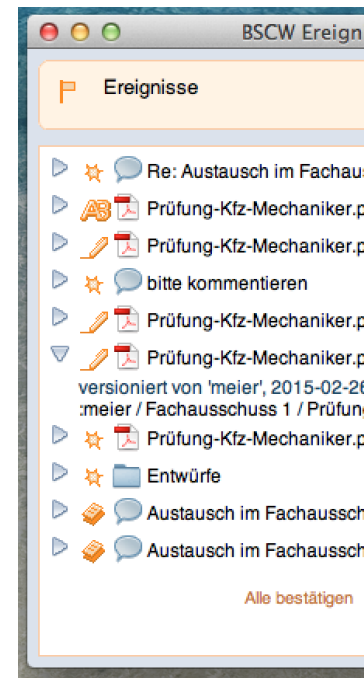 BSCW Ereign
Ereignisse
Re: Austausch im Fachau
Prüfung-Kfz-Mechaniker.p
Prüfung-Kfz-Mechaniker.p
bitte kommentieren
Prüfung-Kfz-Mechaniker.p
Prüfung-Kfz-Mechaniker.p
versioniert von 'meier', 2015-02-26
:meier / Fachausschuss 1 / Prüfun
Prüfung-Kfz-Mechaniker.p
Entwürfe
Austausch im Fachaussch
Austausch im Fachaussch
Alle bestätigen